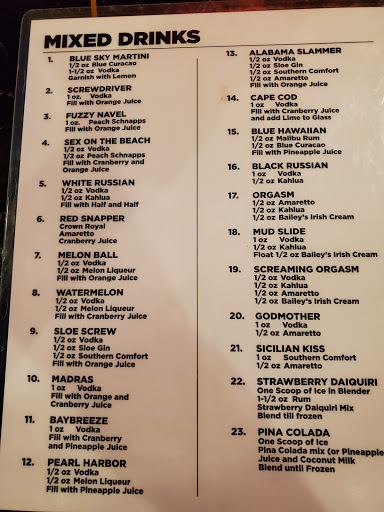 MIXED DRINKS
1. BLUE SKY MARTINI
1/2 oz Blue Curacao
1-1/2 oz Vodka
Garnish with Lemon
2. SCREWDRIVER
1 oz. Vodka
Fill with Orange Juice
3. FUZZY NAVEL
1 oz. Peach Schnapps
Fill with Orange Juice
4. SEX ON THE BEACH
1/2 oz Vodka
1/2 oz Peach Schnapps
Fill with Cranberry and
Orange Juice
5. WHITE RUSSIAN
1/2 oz Vodka
1/2 oz Kahlua
Fill with Half and Half
6. RED SNAPPER
Crown Royal
Amaretto
Cranberry Juice
7. MELON BALL
1/2 oz Vodka
1/2 oz Melon Liqueur
Fill with Orange Juice
8. WATERMELON
1/2 oz Vodka
1/2 oz Melon Liqueur
Fill with Cranberry Juice
9. SLOE SCREW
1/2 oz Vodka
1/2 oz Sloe Gin
1/2 oz Southern Comfort
Fill with Orange Juice
10. MADRAS
1 oz Vodka
Fill with Orange and
Cranberry Juice
11. BAYBREEZE
1 oz Vodka
Fill with Cranberry
and Pineapple Juice
12. PEARL HARBOR
1/2 oz Vodka
1/2 oz Melon Liqueur
Fill with Pineapple Juice
13. ALABAMA SLAMMER
1/2 oz Vodka
1/2 oz Sloe Gin
1/2 oz Southern Comfort
1/2 oz Amaretto
Fill with Orange Juice
14. CAPE COD
1 oz Vodka
Fill with Cranberry Juice
and add Lime to Glass
15. BLUE HAWAIIAN
1/2 oz Malibu Rum
1/2 oz Blue Curacao
Fill with Pineapple Juice
16. BLACK RUSSIAN
1 oz Vodka
1/2 oz Kahlua
17. ORGASM
1/2 oz Amaretto
1/2 oz Kahlua
1/2 oz Bailey's Irish Cream
18. MUD SLIDE
1 oz Vodka
1/2 oz Kahlua
Float 1/2 oz Bailey's Irish Cream
19. SCREAMING ORGASM
1/2 oz Vodka
1/2 oz Kahlua
1/2 oz Amaretto
1/2 oz Bailey's Irish Cream
20. GODMOTHER
1 oz Vodka
1/2 oz Amaretto
21. SICILIAN KISS
1 oz Southern Comfort
1/2 oz Amaretto
22. STRAWBERRY DAIQUIRI
One Scoop of Ice in Blender
1-1/2 oz Rum
Strawberry Daiquiri Mix
Blend till frozen
23. PINA COLADA
One Scoop of Ice
Pina Colada mix (or Pineapple
Juice and Coconut Milk
Blend until Frozen